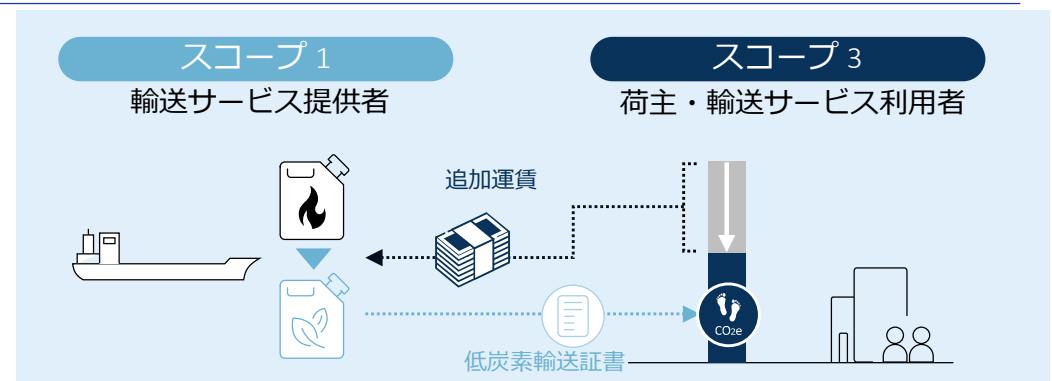 スコープ 1
輸送サービス提供者
スコープ 3
荷主・輸送サービス利用者
追加運賃
CO2e
低炭素輸送証書